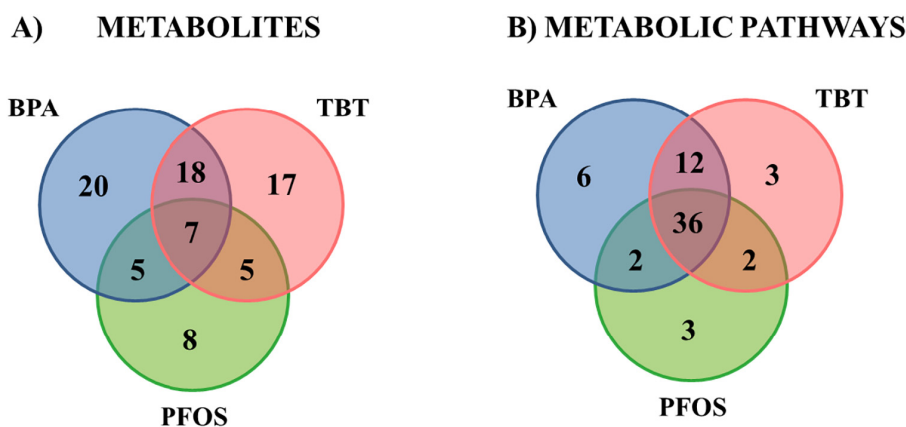 A) METABOLITES
BPA
TBT
20
18
17
7
5
5
8
PFOS
B) METABOLIC PATHWAYS
BPA
TBT
6
12
3
36
2
2
3
PFOS